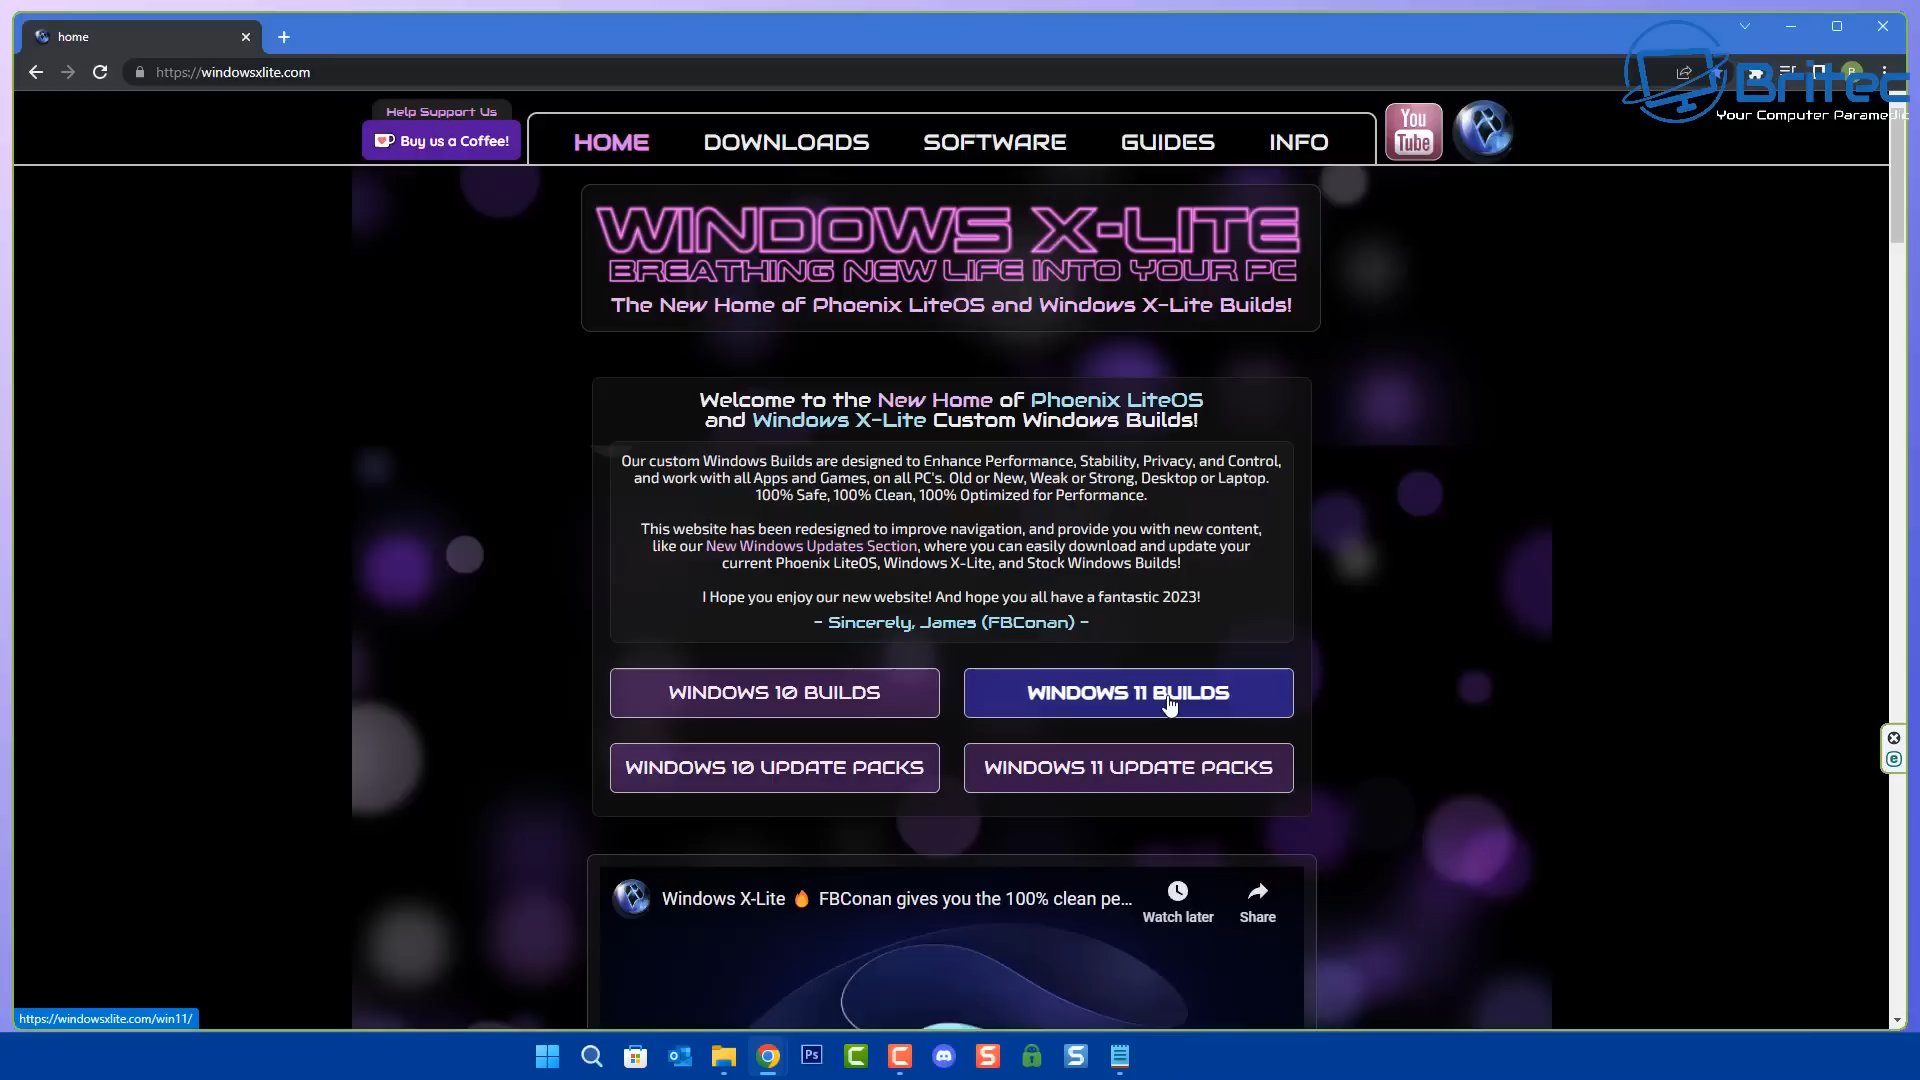 home
https://windowsxlite.com
Britec
Your Computer Paramedic
Help Support Us
Buy us a Coffee!
HOME
DOWNLOADS
SOFTWARE
GUIDES
INFO
You
Tube
WINDOWS X-LITE
BREATHING NEW LIFE INTO YOUR PC
The New Home of Phoenix LiteOS and Windows X-Lite Builds!
Welcome to the New Home of Phoenix LiteOS
and Windows X-Lite Custom Windows Builds!
Our custom Windows Builds are designed to Enhance Performance, Stability, Privacy, and Control,
and work with all Apps and Games, on all PC's. Old or New, Weak or Strong, Desktop or Laptop.
100% Safe, 100% Clean, 100% Optimized for Performance.
This website has been redesigned to improve navigation, and provide you with new content,
like our New Windows Updates Section, where you can easily download and update your
current Phoenix LiteOS, Windows X-Lite, and Stock Windows Builds!
I Hope you enjoy our new website! And hope you all have a fantastic 2023!
- Sincerely, James (FBConan) -
WINDOWS 10 BUILDS
WINDOWS 11 BUILDS
WINDOWS 10 UPDATE PACKS
WINDOWS 11 UPDATE PACKS
Windows X-Lite 🔥 FBConan gives you the 100% clean pe...
Watch later
Share
https://windowsxlite.com/win11/
Ps